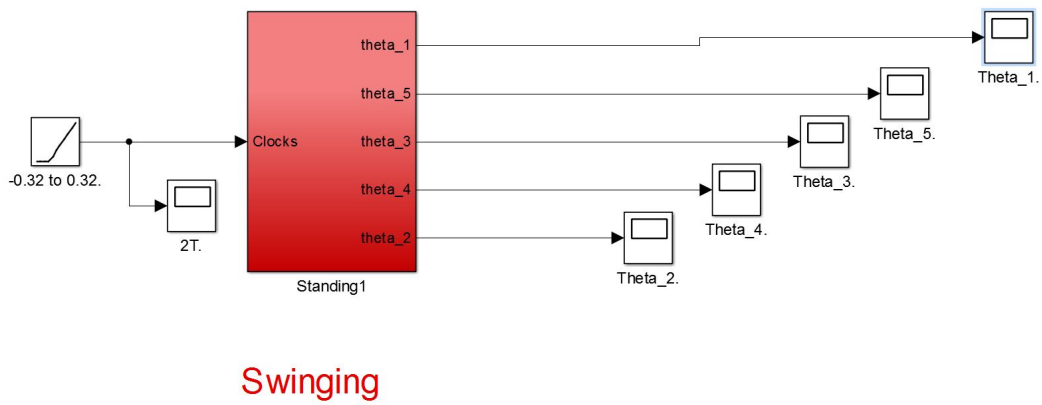 theta_1
Theta_1.
theta_5
Theta_5.
Clocks
theta_3
Theta_3.
-0.32 to 0.32.
theta_4
Theta_4.
2T.
theta_2
Theta_2.
Standing1
Swinging